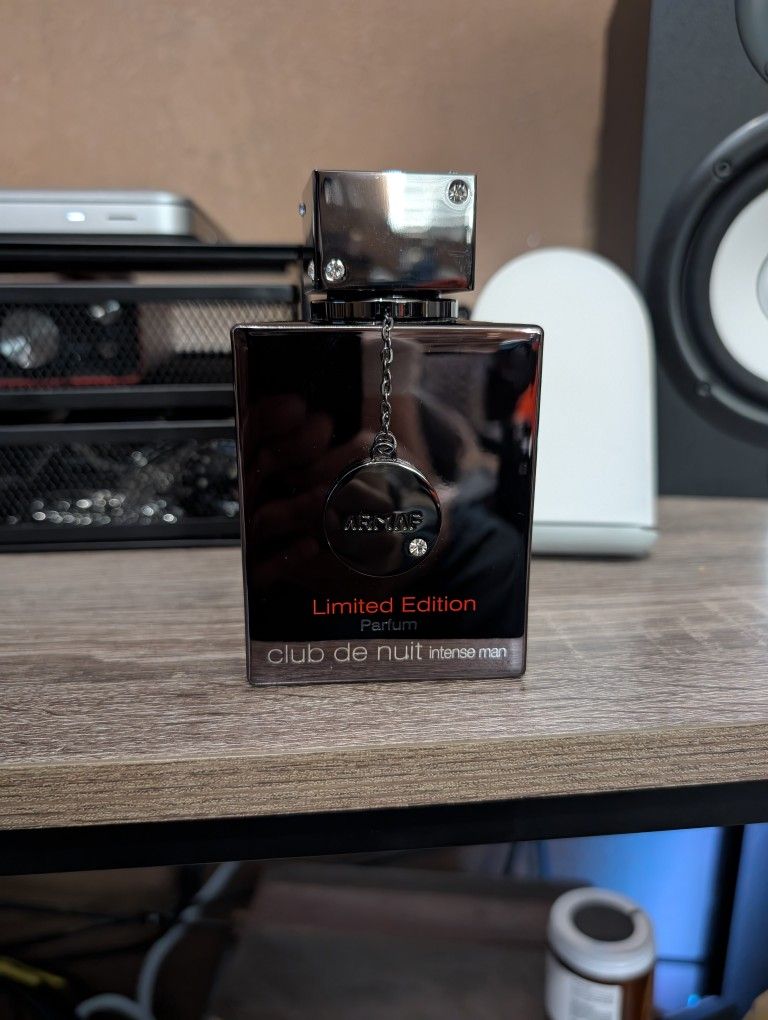 ARMAF
Limited Edition
Parfum
club de nuit intense man